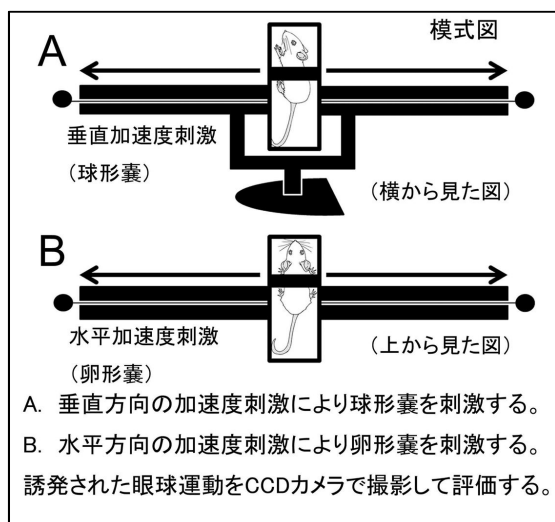 模式図
A
垂直加速度刺激
(球形嚢)
(横から見た図)
B
水平加速度刺激
(卵形嚢)
(上から見た図)
A. 垂直方向の加速度刺激により球形嚢を刺激する。
B. 水平方向の加速度刺激により卵形嚢を刺激する。
誘発された眼球運動をCCDカメラで撮影して評価する。